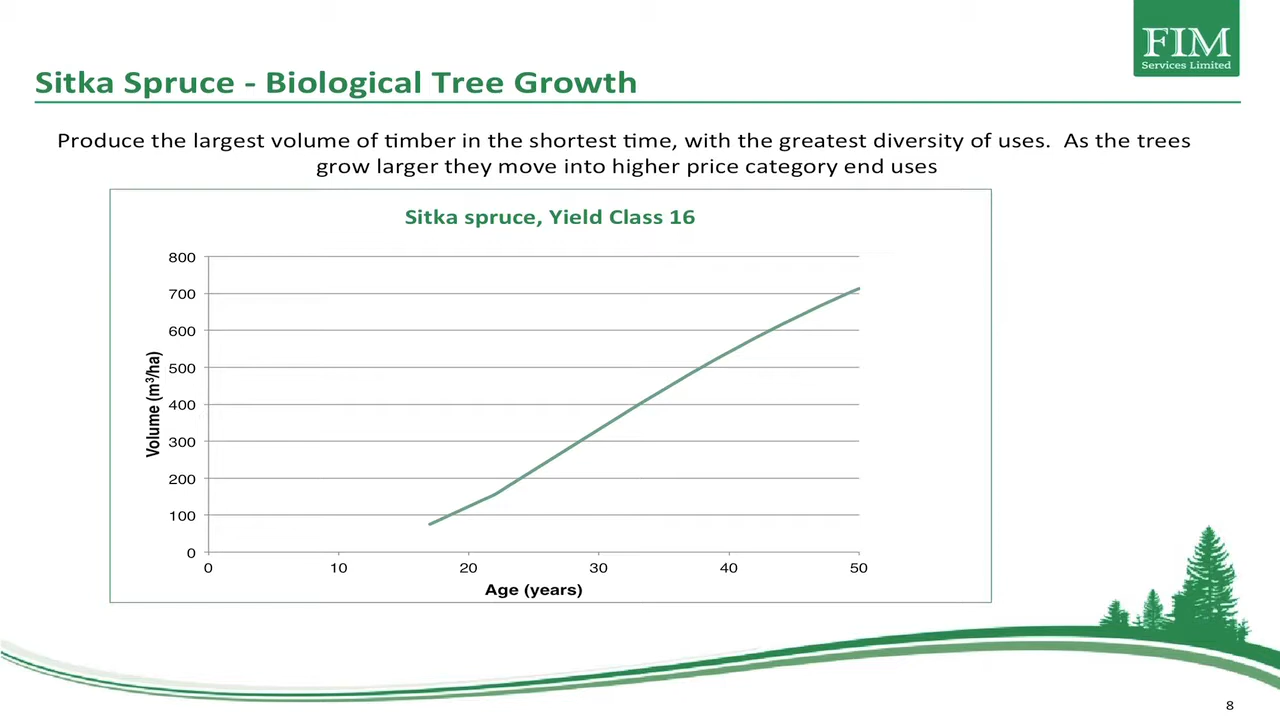 FIM
Services Limited
Sitka Spruce - Biological Tree Growth
Produce the largest volume of timber in the shortest time, with the greatest diversity of uses.  As the trees
grow larger they move into higher price category end uses
Sitka spruce, Yield Class 16
800
700
600
500
400
300
200
100
0
Volume (m³/ha)
0 10 20 30 40 50
Age (years)
8